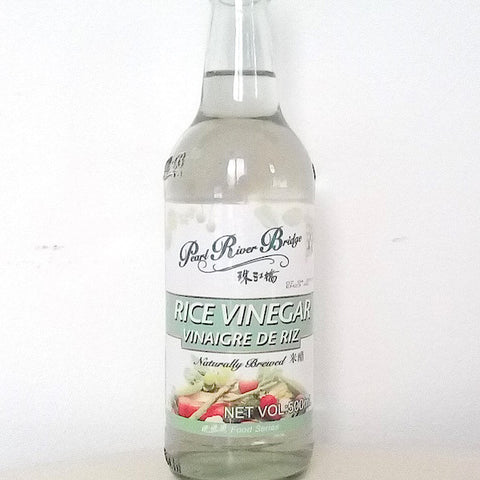 Pearl River Bridge
珠江橋
RICE VINEGAR
VINAIGRE DE RIZ
Naturally Brewed 米醋
NET VOL:500mL
Food Series